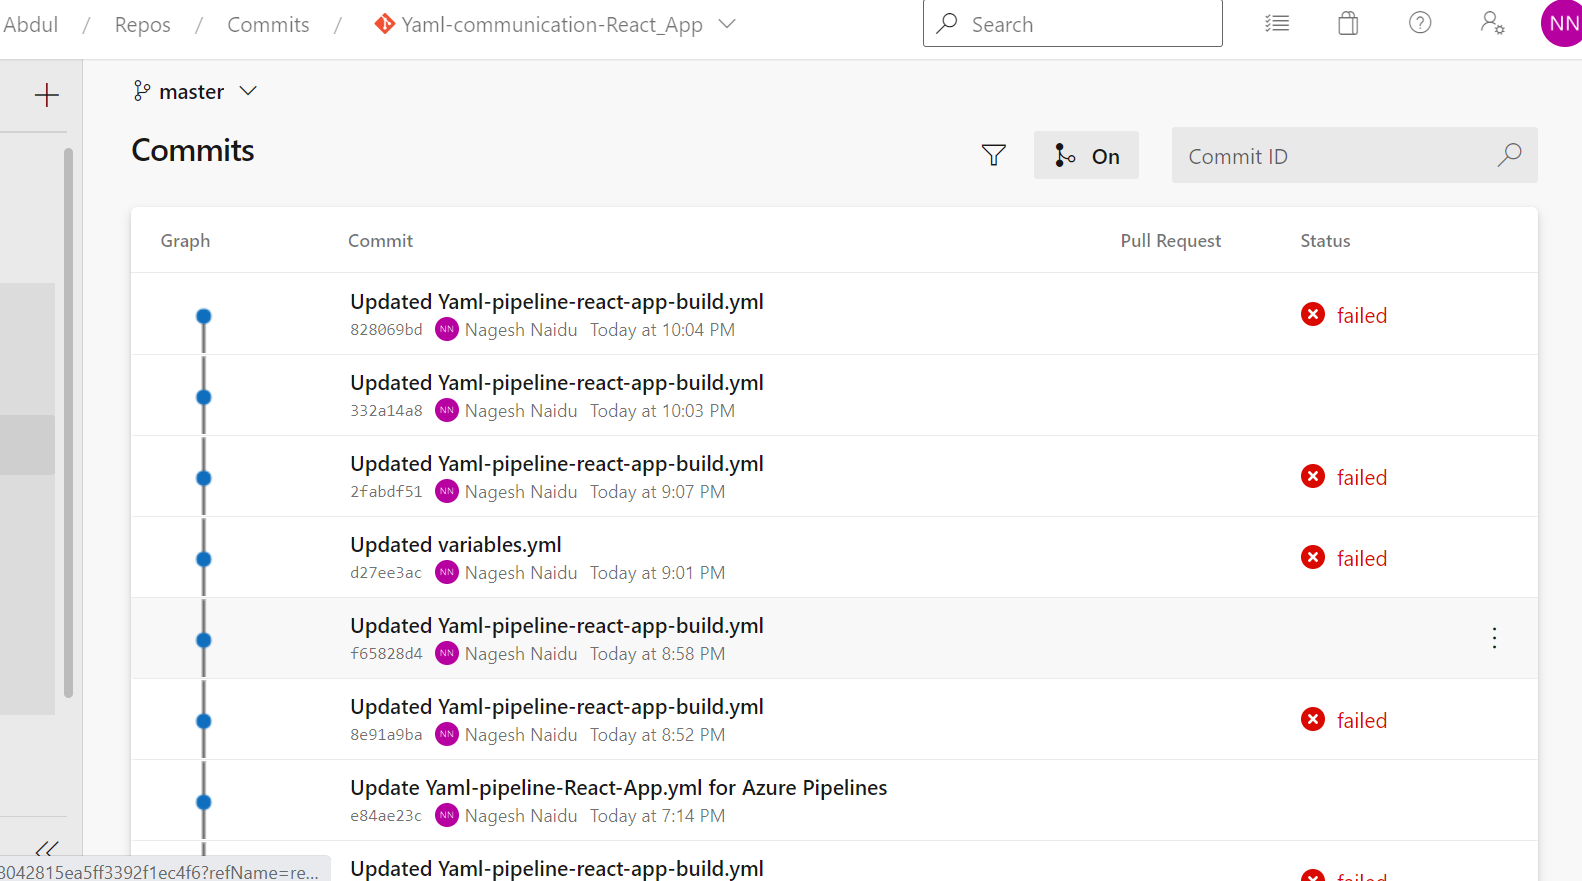 Abdul / Repos / Commits / Yaml-communication-React_App
Search
NN
master
Commits
On
Commit ID
Graph Commit Pull Request Status
Updated Yaml-pipeline-react-app-build.yml
828069bd NN Nagesh Naidu Today at 10:04 PM
failed
Updated Yaml-pipeline-react-app-build.yml
332a14a8 NN Nagesh Naidu Today at 10:03 PM
Updated Yaml-pipeline-react-app-build.yml
2fabdf51 NN Nagesh Naidu Today at 9:07 PM
failed
Updated variables.yml
d27ee3ac NN Nagesh Naidu Today at 9:01 PM
failed
Updated Yaml-pipeline-react-app-build.yml
f65828d4 NN Nagesh Naidu Today at 8:58 PM
Updated Yaml-pipeline-react-app-build.yml
8e91a9ba NN Nagesh Naidu Today at 8:52 PM
failed
Update Yaml-pipeline-React-App.yml for Azure Pipelines
e84ae23c NN Nagesh Naidu Today at 7:14 PM
Updated Yaml-pipeline-react-app-build.yml
failed
3042815ea5ff3392f1ec4f6?refName=re...